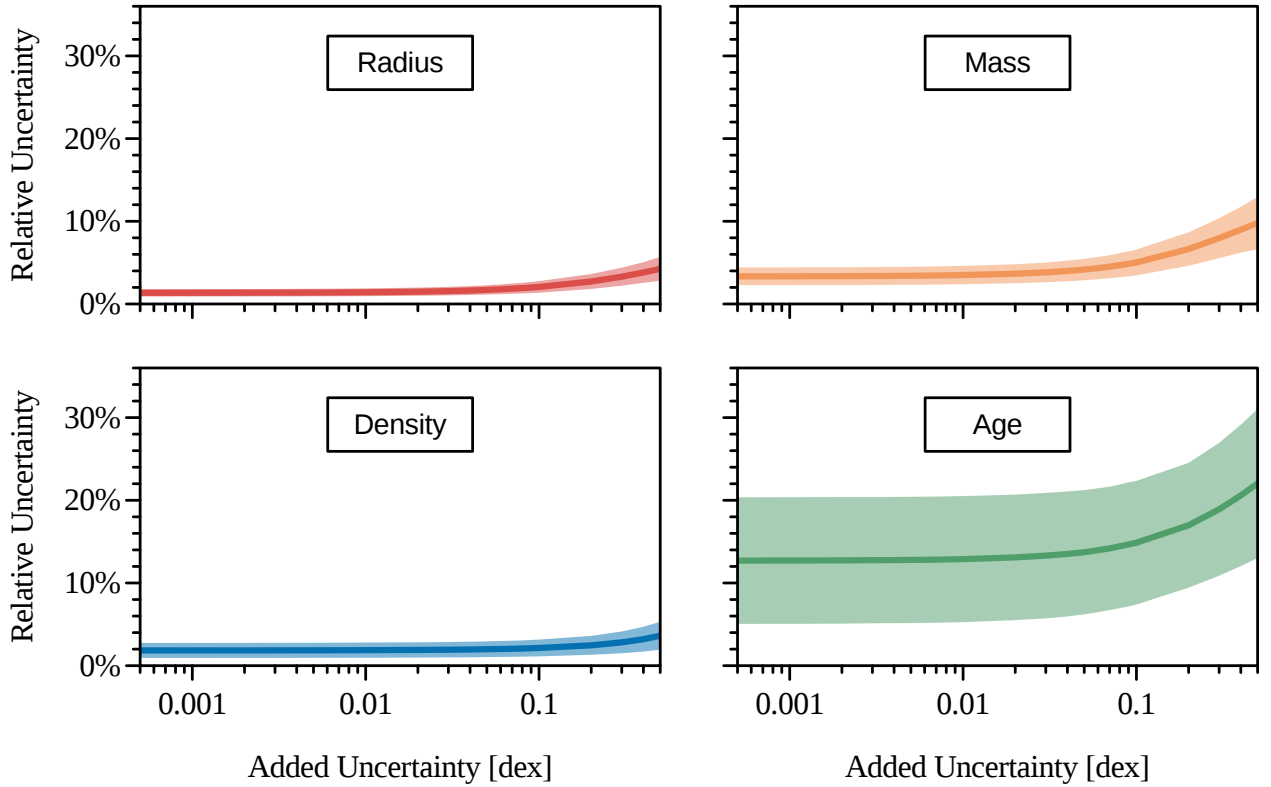 Relative Uncertainty
30%
20%
10%
0%
Radius
Mass
Relative Uncertainty
30%
20%
10%
0%
Density
Age
0.001 0.01 0.1
0.001 0.01 0.1
Added Uncertainty [dex]
Added Uncertainty [dex]